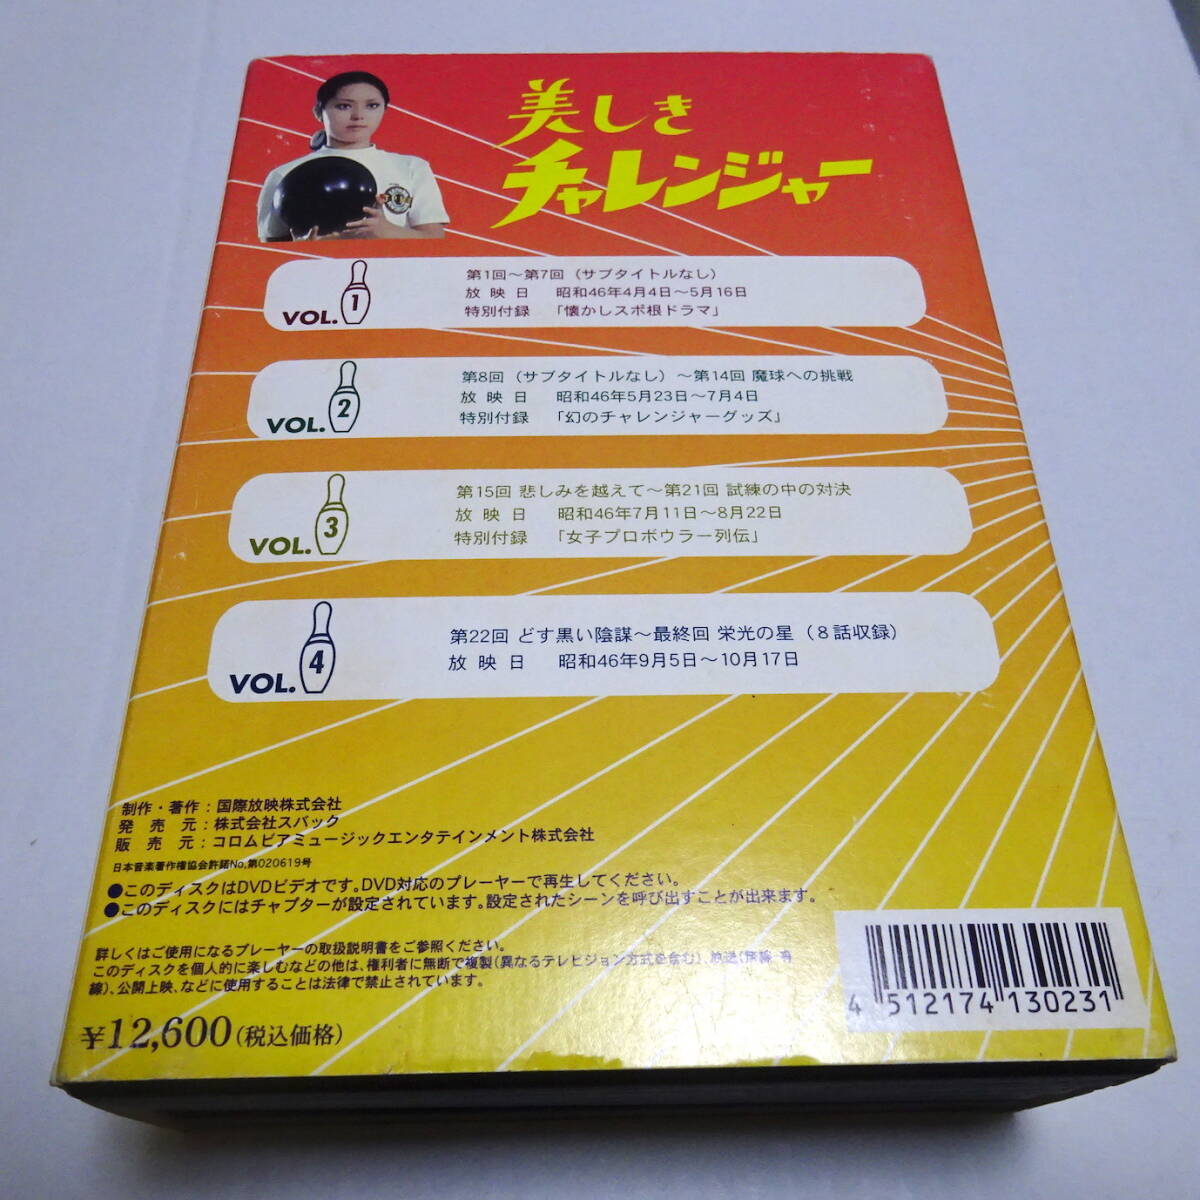 美しき
チャレンジャー
VOL. 1
第1回～第7回（サブタイトルなし）
放映日 昭和46年4月4日～5月16日
特別付録 「懐かしスポ根ドラマ」
VOL. 2
第8回（サブタイトルなし）～第14回 魔球への挑戦
放映日 昭和46年5月23日～7月4日
特別付録 「幻のチャレンジャーグッズ」
VOL. 3
第15回 悲しみを越えて～第21回 試練の中の対決
放映日 昭和46年7月11日～8月22日
特別付録 「女子プロボウラー列伝」
VOL. 4
第22回 どす黒い陰謀～最終回 栄光の星（８話収録）
放映日 昭和46年9月5日～10月17日
制作・著作：国際放映株式会社
発売元：株式会社スバック
販売元：コロムビアミュージックエンタテインメント株式会社
日本音楽著作権協会許諾No,第020619号
●このディスクはDVDビデオです。DVD対応のプレーヤーで再生してください。
●このディスクにはチャプターが設定されています。設定されたシーンを呼び出すことが出来ます。
詳しくはご使用になるプレーヤーの取扱説明書をご参照ください。
このディスクを個人的に楽しむなどの他は、権利者に無断で複製（異なるテレビジョン方式を含む）、放送（無線 有
線）、公開上映、などに使用することは法律で禁止されています。
¥12,600（税込価格）
4 512174 130231